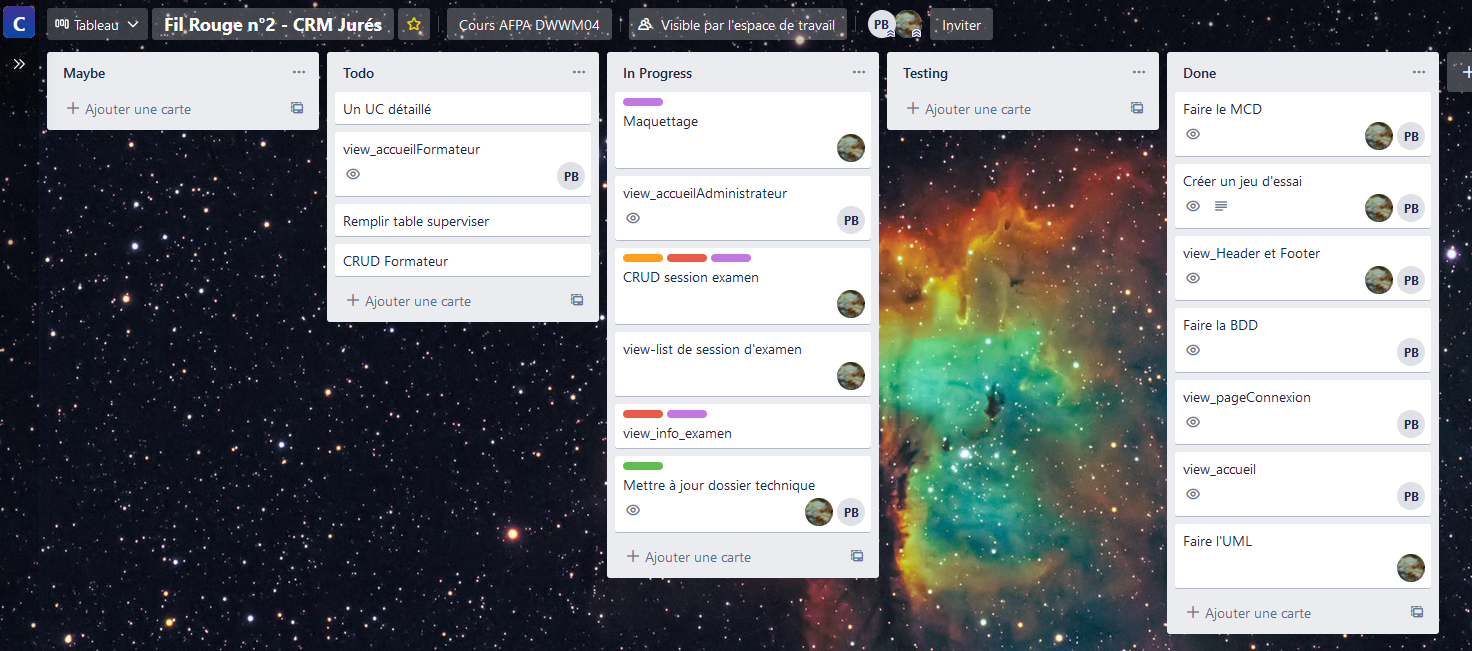 C
Tableau
Fil Rouge n°2 - CRM Jurés
Cours AFPA DWWM04
Visible par l'espace de travail
PB
Inviter
Maybe
Ajouter une carte
Todo
Un UC détaillé
view_accueilFormateur
PB
Remplir table superviser
CRUD Formateur
Ajouter une carte
In Progress
Maquettage
view_accueilAdministrateur
PB
CRUD session examen
view-list de session d'examen
view_info_examen
Mettre à jour dossier technique
PB
Ajouter une carte
Testing
Ajouter une carte
Done
Faire le MCD
PB
Créer un jeu d'essai
PB
view_Header et Footer
PB
Faire la BDD
PB
view_pageConnexion
PB
view_accueil
PB
Faire l'UML
Ajouter une carte